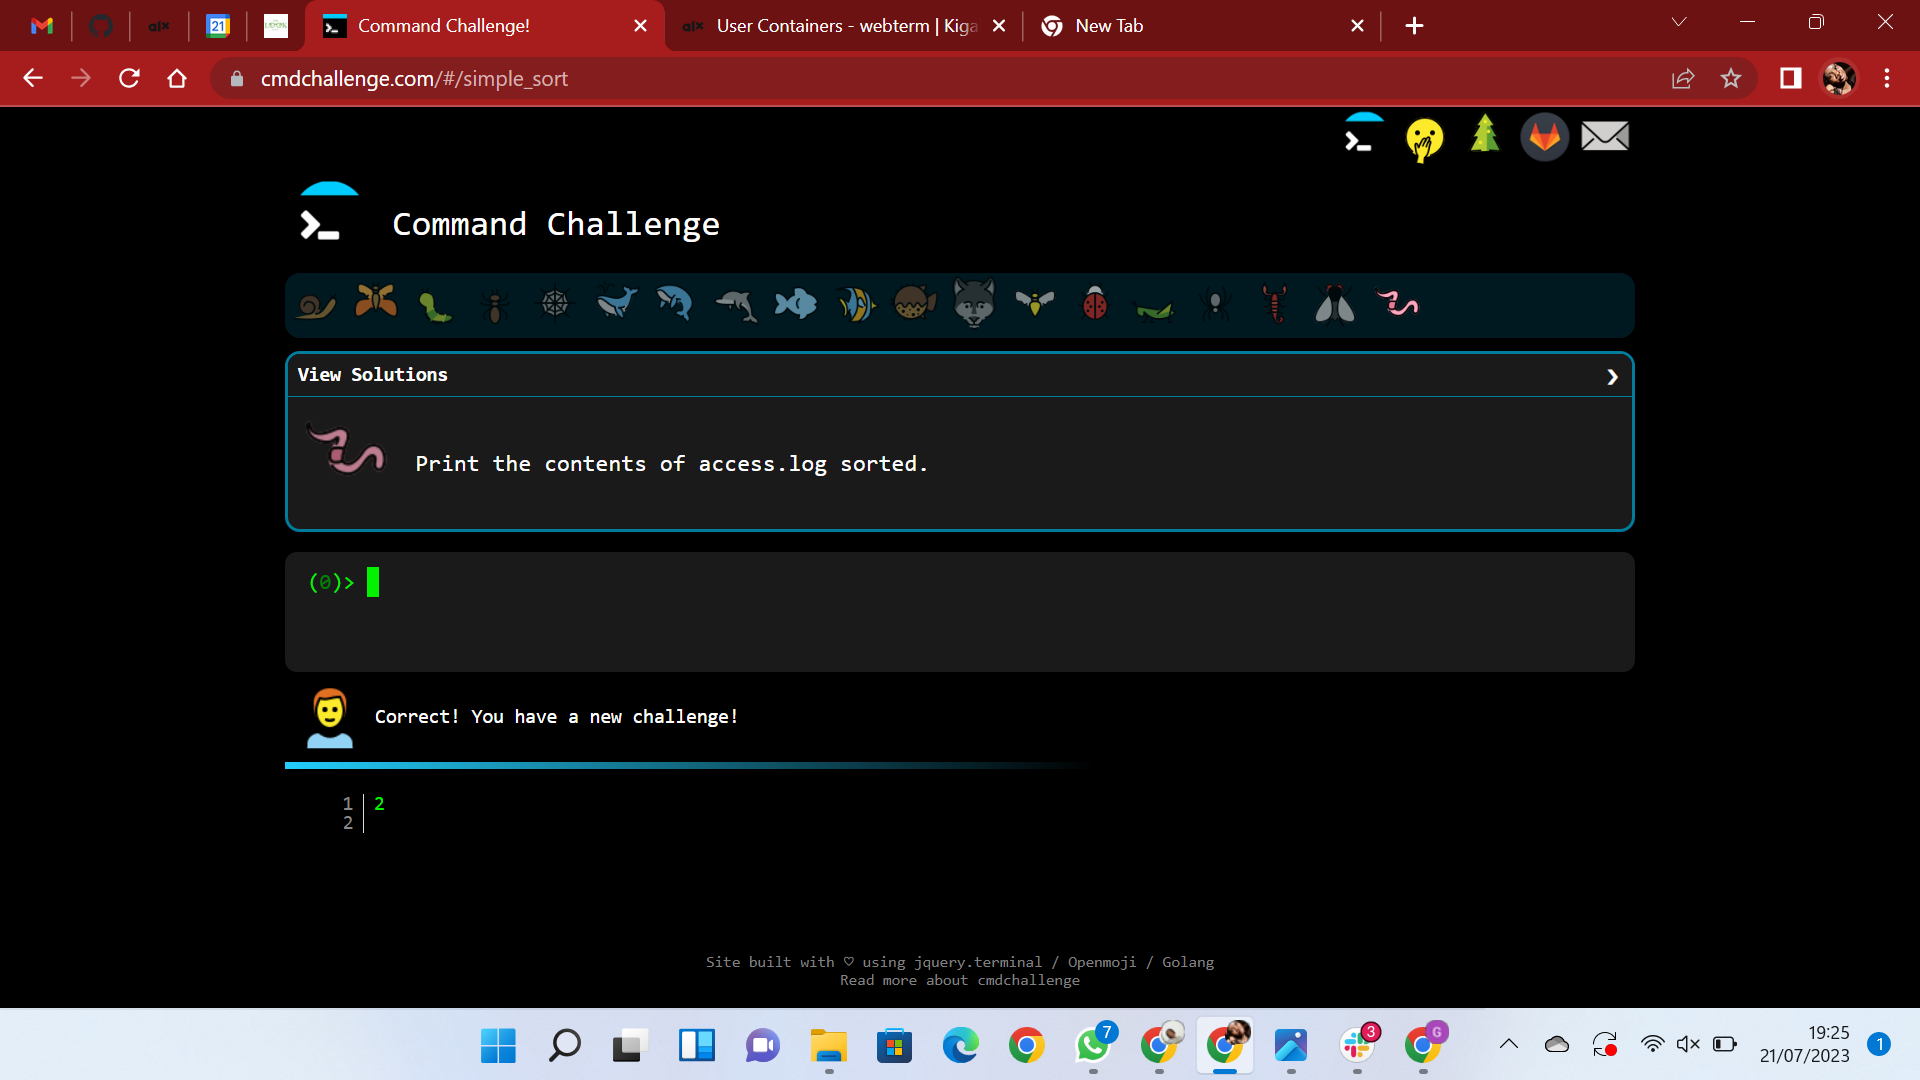 21
Command Challenge!
User Containers - webterm | Kiga
New Tab
cmdchallenge.com/#/simple_sort
Command Challenge
View Solutions
Print the contents of access.log sorted.
(0)>
Correct! You have a new challenge!
1 2
2
Site built with ♡ using jquery.terminal / Openmoji / Golang
Read more about cmdchallenge
7
3
G
19:25
21/07/2023
1